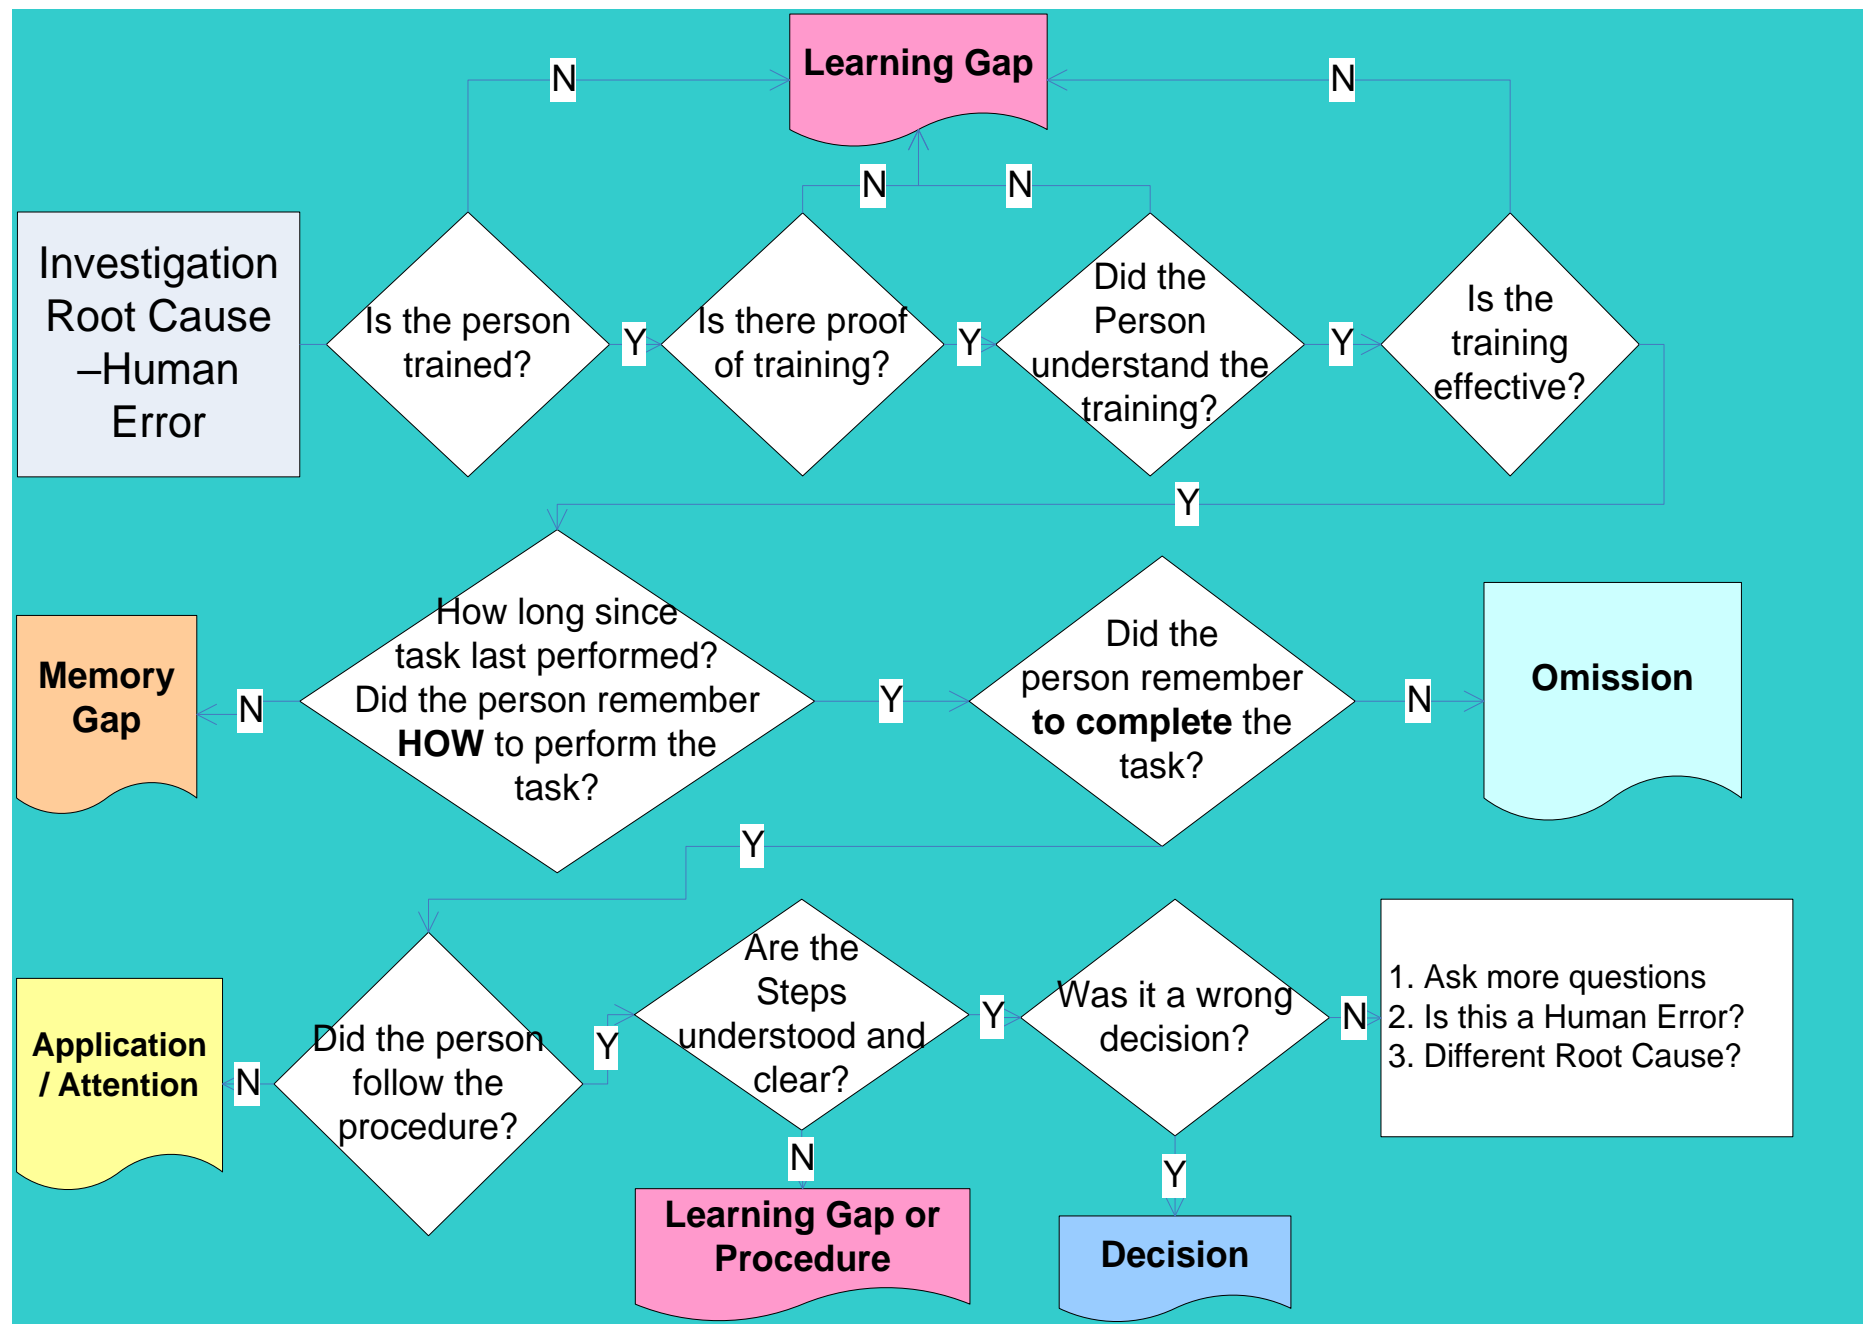 Learning Gap
N
N
N
N
Investigation
Root Cause
–Human
Error
Is the person
trained?
Y
Is there proof
of training?
Y
Did the
Person
understand the
training?
Y
Is the
training
effective?
Y
Memory
Gap
N
How long since
task last performed?
Did the person remember
HOW to perform the
task?
Y
Did the
person remember
to complete the
task?
N
Omission
Y
Application
/ Attention
N
Did the person
follow the
procedure?
Y
Are the
Steps
understood and
clear?
Y
Was it a wrong
decision?
N
1. Ask more questions
2. Is this a Human Error?
3. Different Root Cause?
N
Y
Learning Gap or
Procedure
Decision